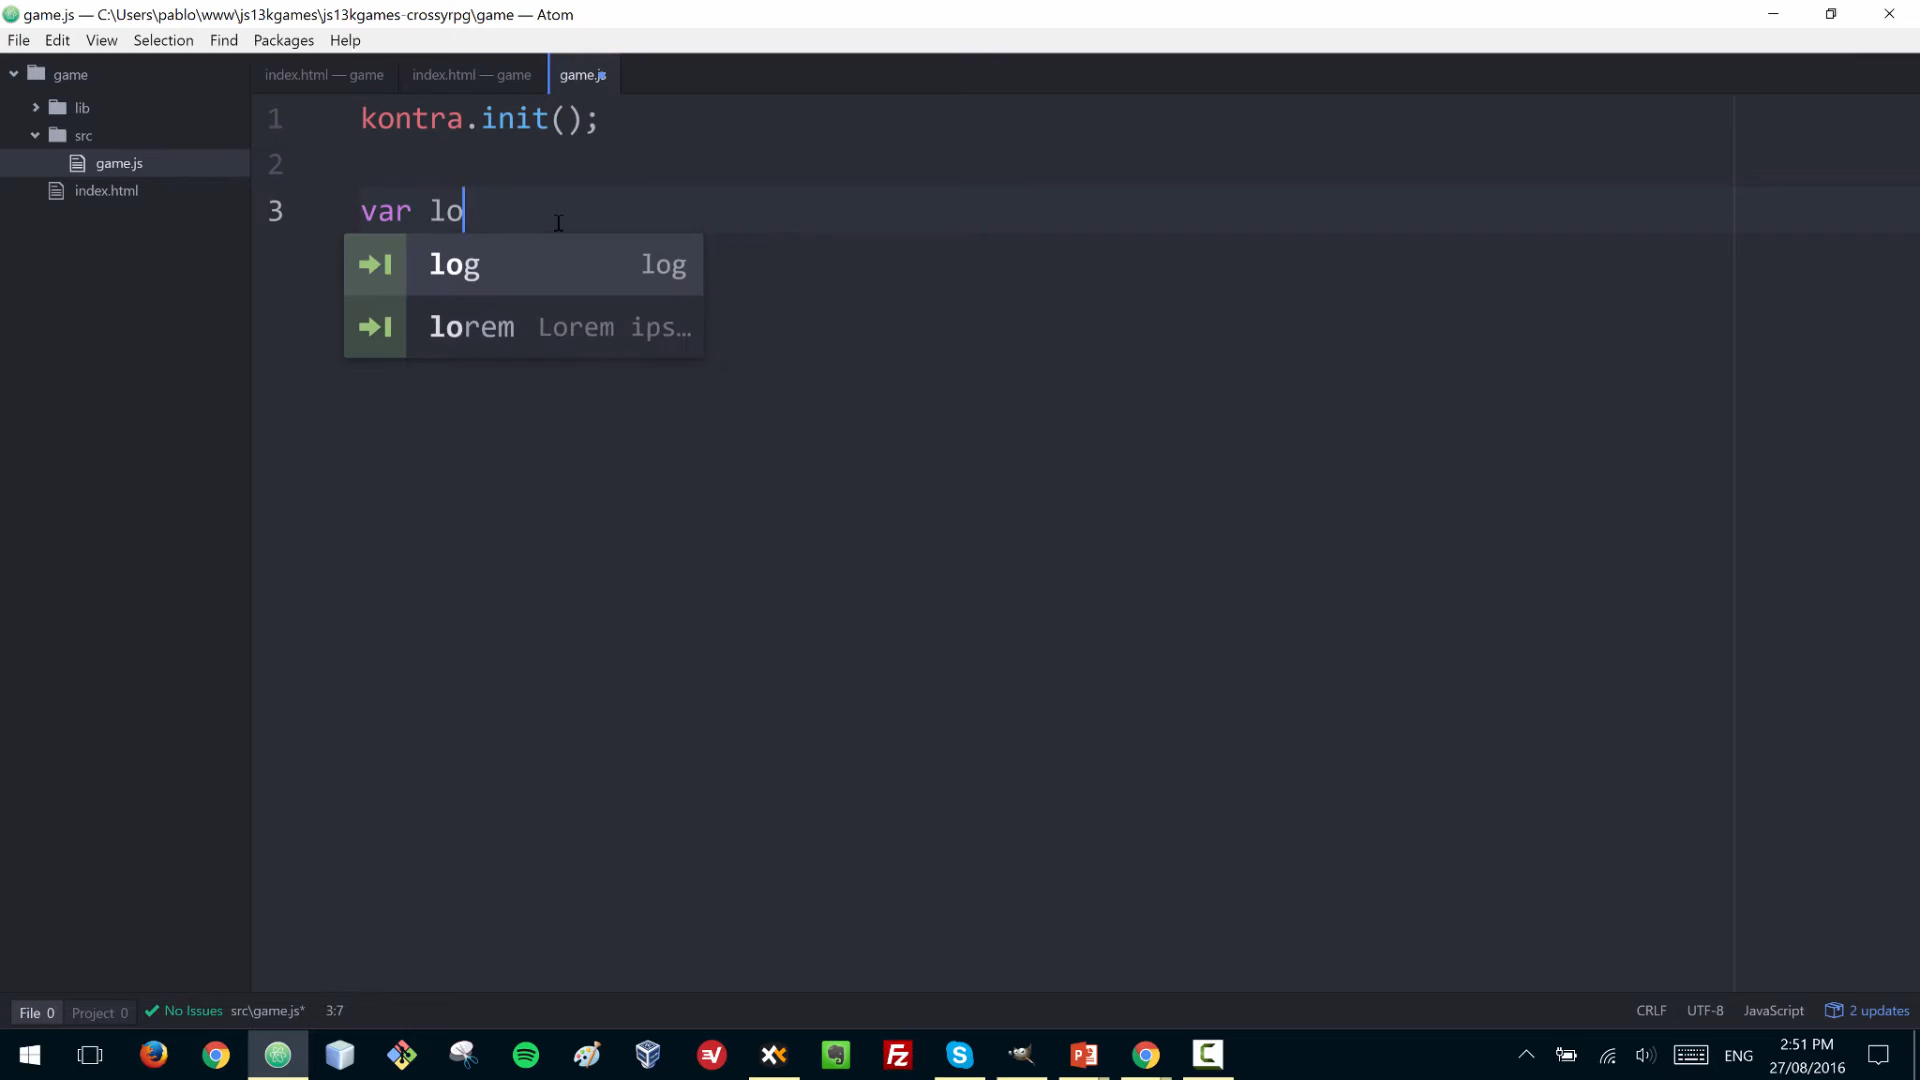 game.js — C:\Users\pablo\www\js13kgames\js13kgames-crossyrpg\game — Atom
File Edit View Selection Find Packages Help
game
lib
src
game.js
index.html
index.html — game index.html — game game.js
1 kontra.init();
2
3 var lo
log log
lorem Lorem ips…
File 0 Project 0 No Issues src\game.js* 3:7 CRLF UTF-8 JavaScript 2 updates
ENG 2:51 PM
27/08/2016